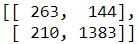 [[ 263,  144],
 [ 210, 1383]]